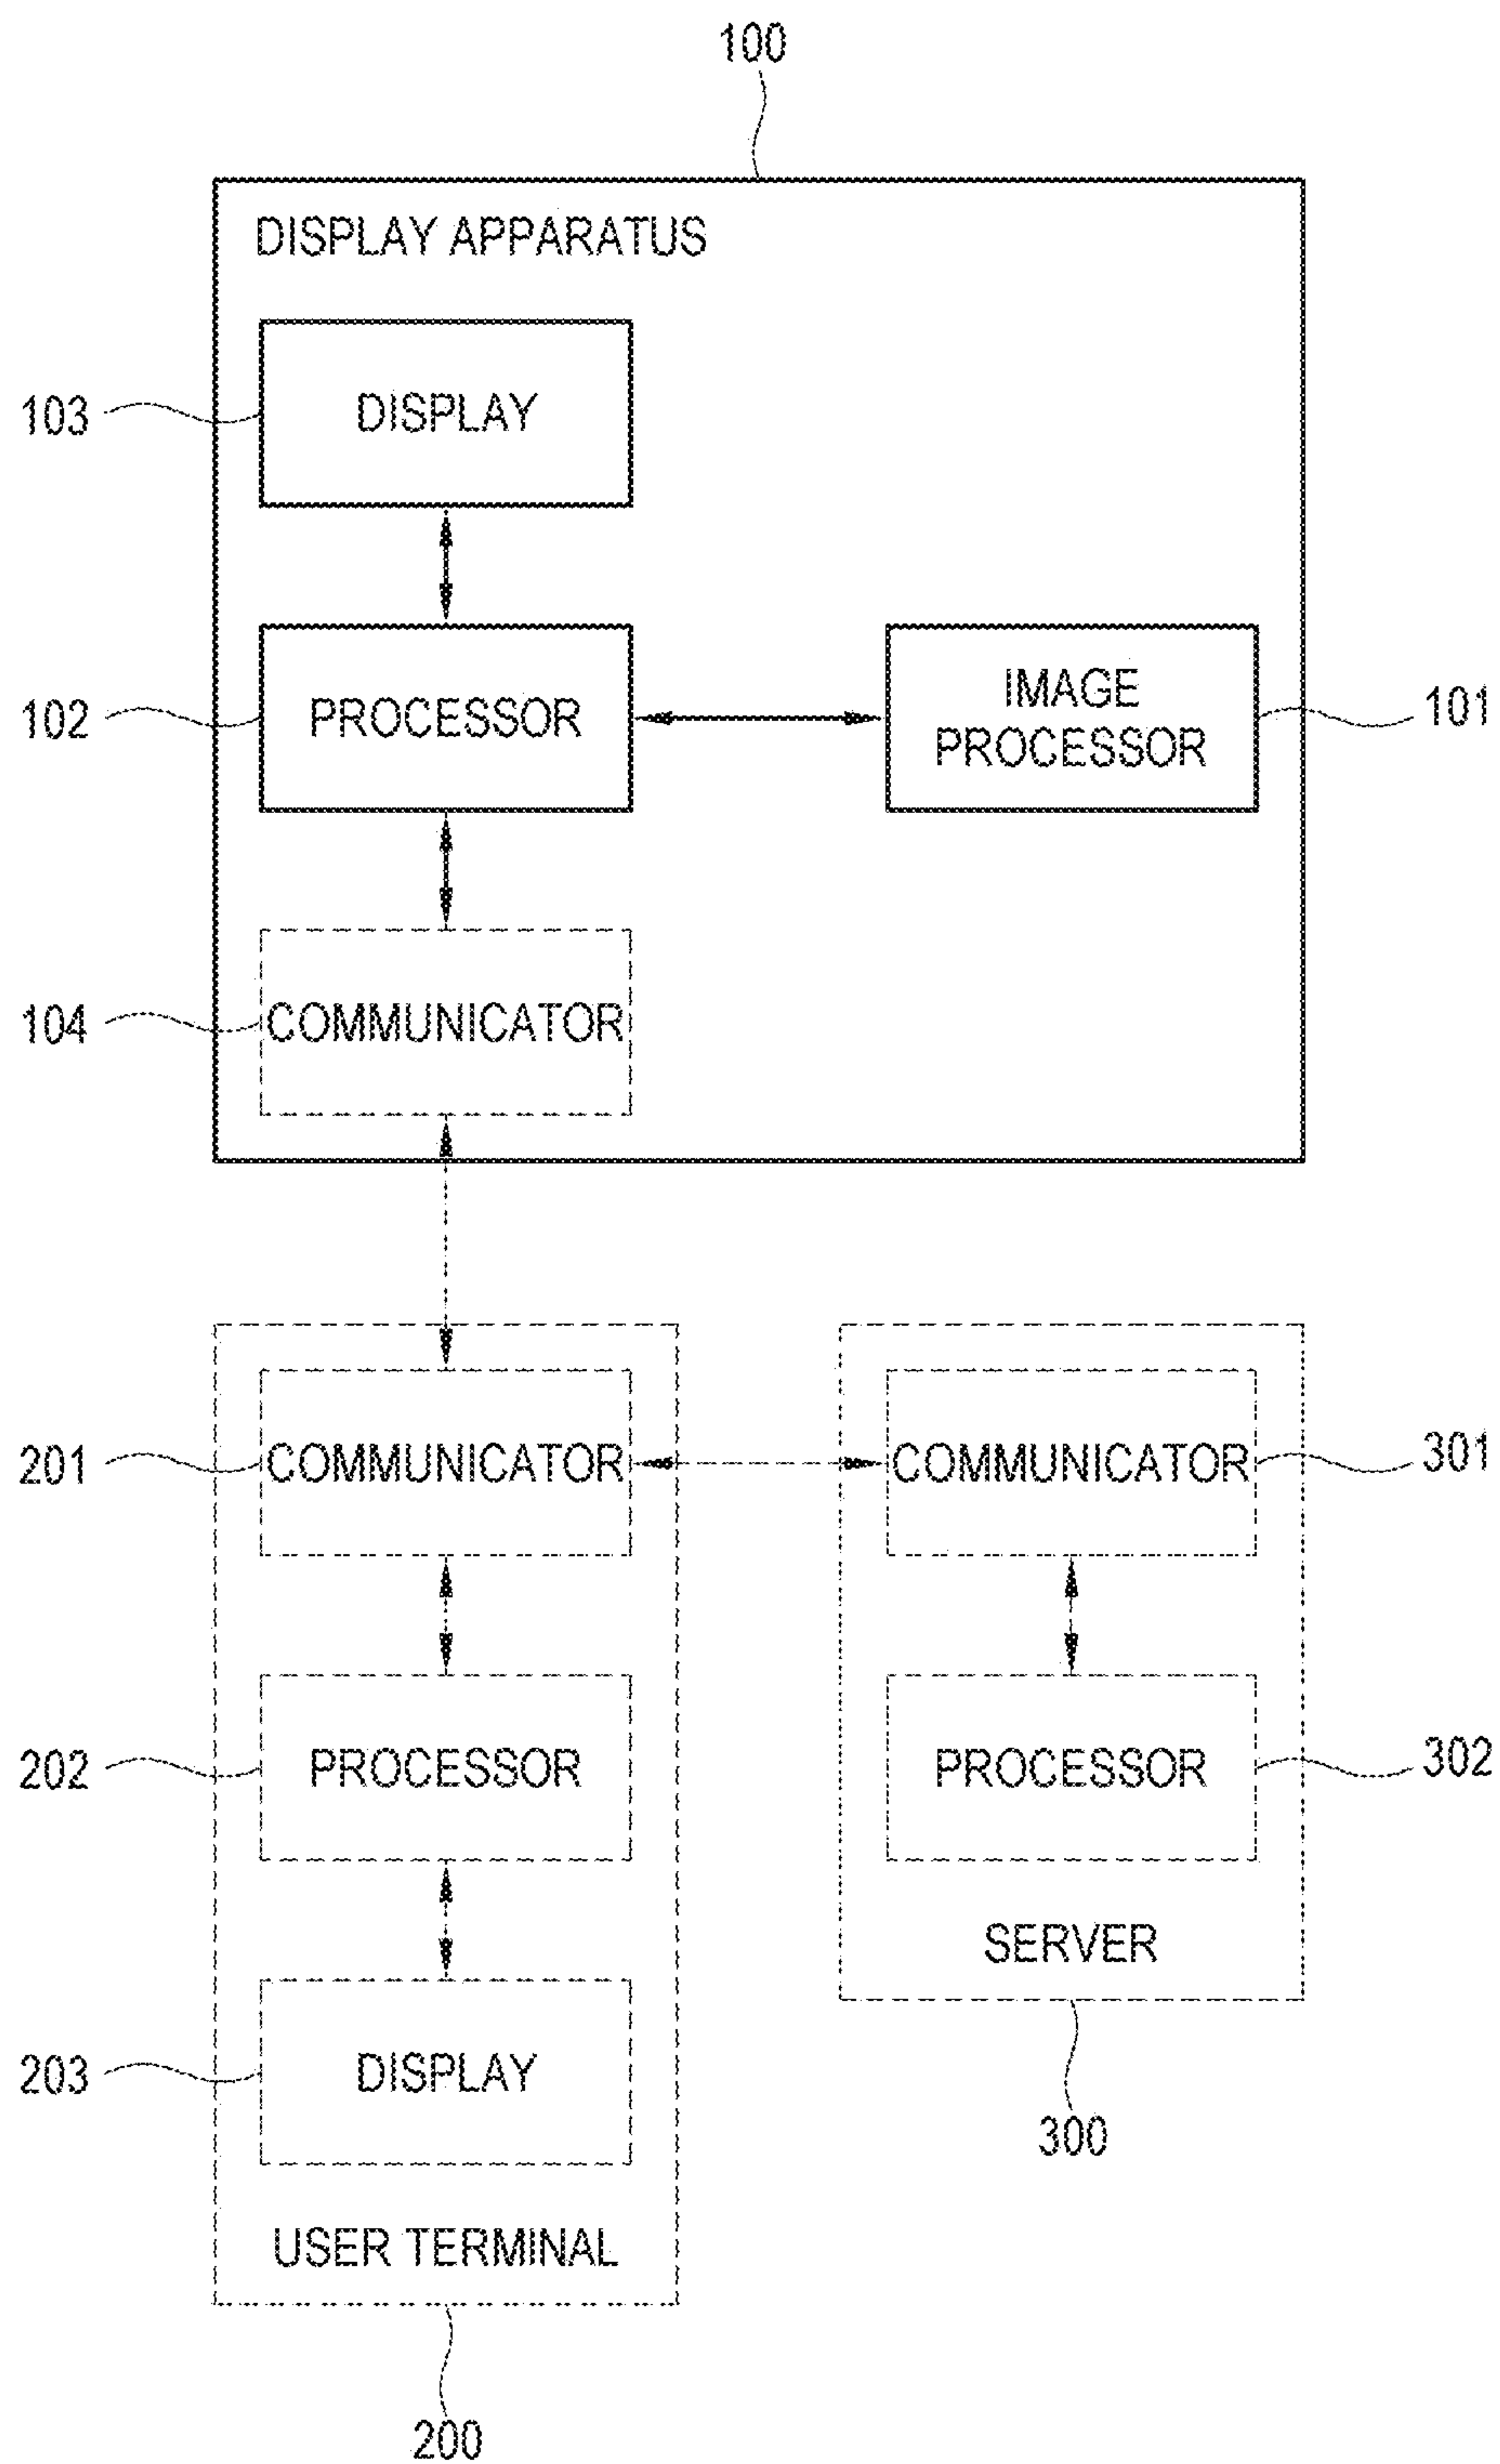 100
DISPLAY APPARATUS
103
DISPLAY
102
PROCESSOR
IMAGE
PROCESSOR
101
104
COMMUNICATOR
201
COMMUNICATOR
COMMUNICATOR
301
202
PROCESSOR
PROCESSOR
302
SERVER
203
DISPLAY
300
USER TERMINAL
200